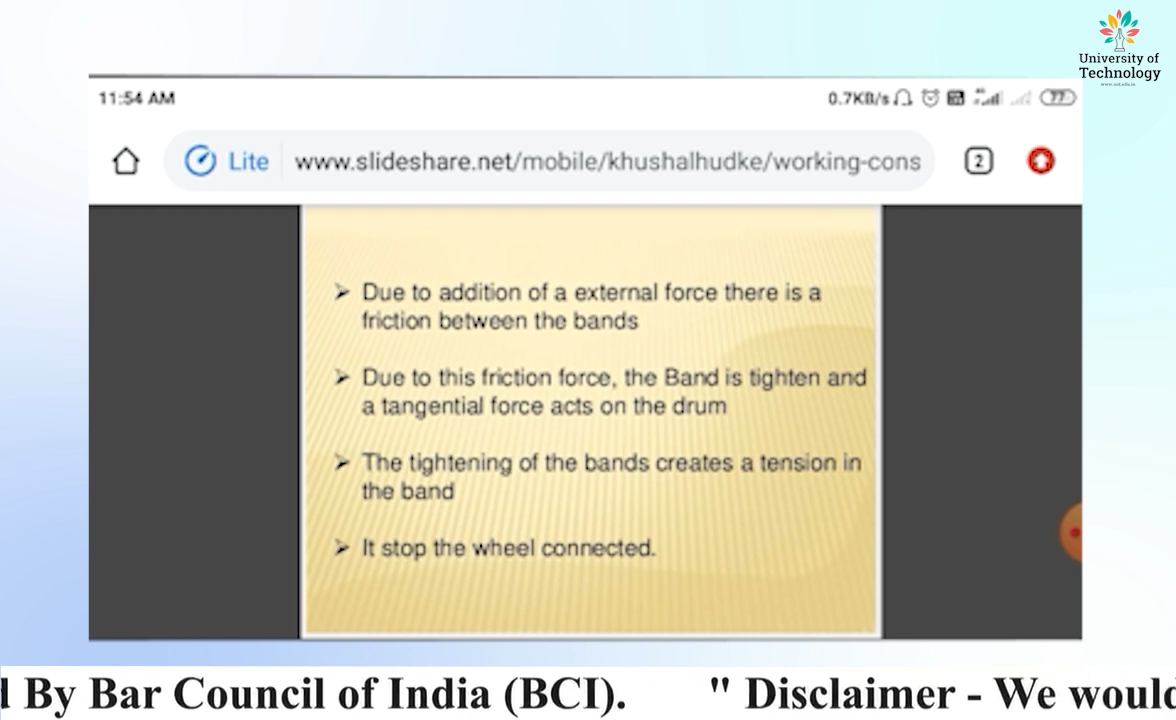 University of
Technology
11:54 AM
0.7KB/s
77
Lite
www.slideshare.net/mobile/khushalhudke/working-cons
2
➢ Due to addition of a external force there is a
friction between the bands
➢ Due to this friction force, the Band is tighten and
a tangential force acts on the drum
➢ The tightening of the bands creates a tension in
the band
➢ It stop the wheel connected.
By Bar Council of India (BCI). " Disclaimer - We would